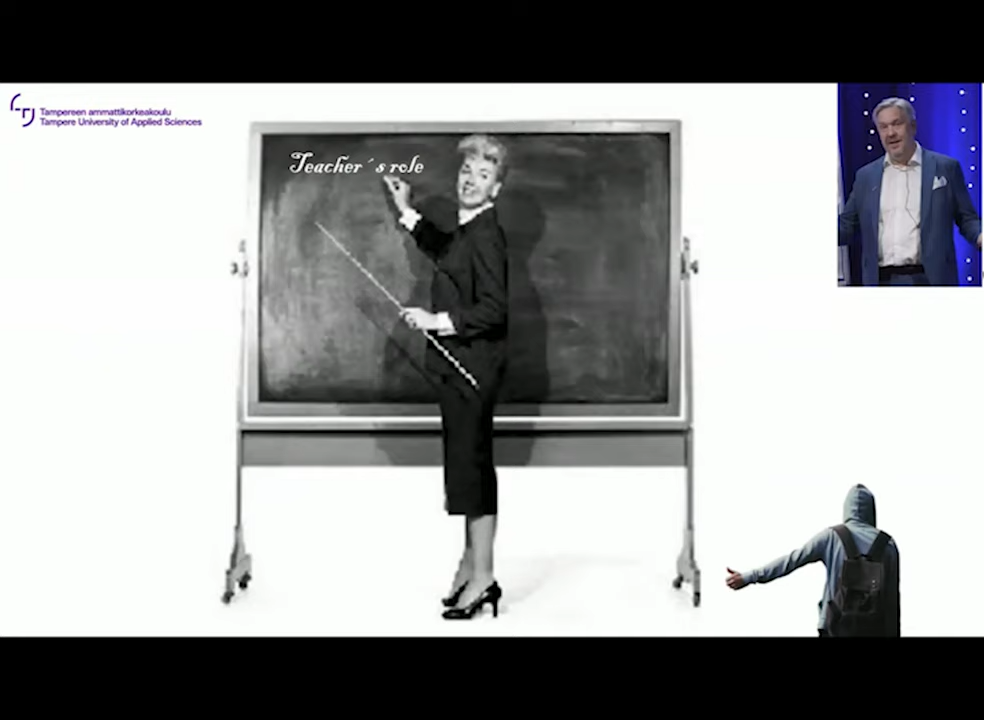 Tampereen ammattikorkeakoulu
Tampere University of Applied Sciences
Teacher´s role